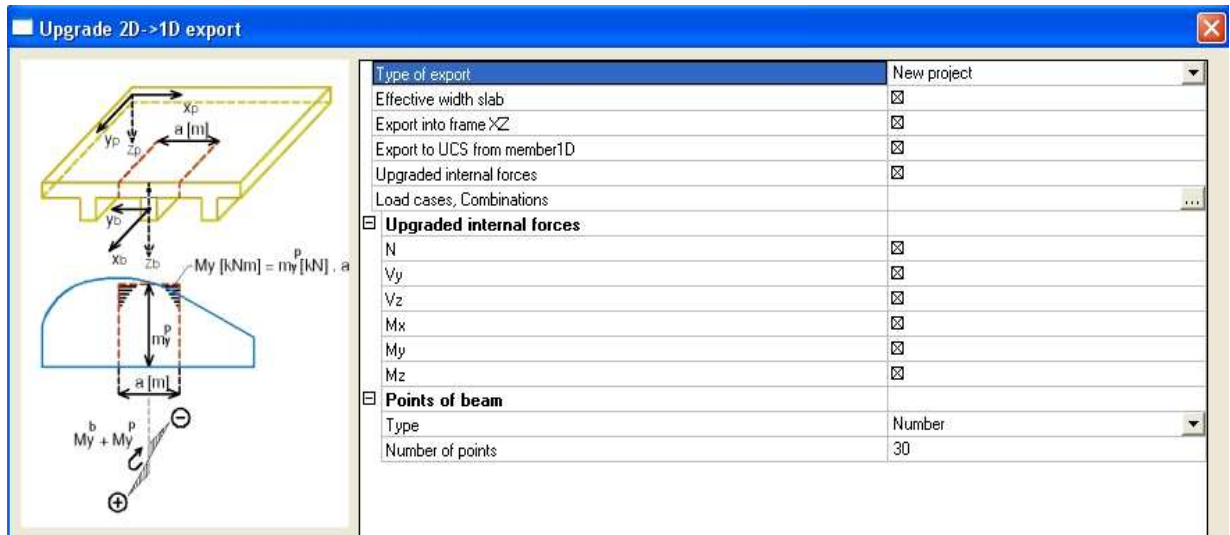 Upgrade 2D->1D export
xp
yp
zp
a [m]
yb
xb
zb
My [kNm] = my^p [kN] . a
my^p
a [m]
My^b + My^p
Type of export New project
Effective width slab
Export into frame XZ
Export to UCS from member1D
Upgraded internal forces
Load cases, Combinations ...
Upgraded internal forces
N
Vy
Vz
Mx
My
Mz
Points of beam
Type Number
Number of points 30